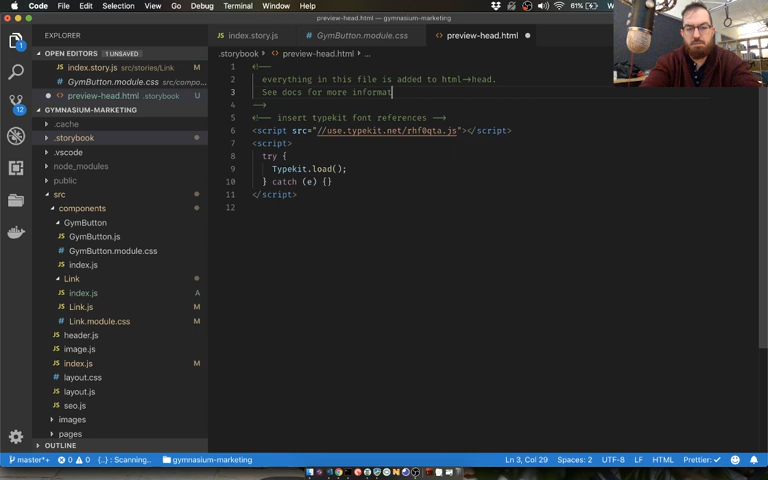 Code File Edit Selection View Go Debug Terminal Window Help 61%
preview-head.html — gymnasium-marketing
EXPLORER
OPEN EDITORS 1 UNSAVED
index.story.js src/stories/Link
GymButton.module.css src/compo...
preview-head.html .storybook
GYMNASIUM-MARKETING
.cache
.storybook
.vscode
node_modules
public
src
components
GymButton
GymButton.js
GymButton.module.css
index.js
Link
index.js A
Link.js M
Link.module.css M
header.js
image.js
index.js M
layout.css
layout.js
seo.js
images
pages
OUTLINE
1
12
index.story.js GymButton.module.css preview-head.html
.storybook › preview-head.html › ...
1 <!--
2 everything in this file is added to html->head.
3 See docs for more informat
4 -->
5 <!-- insert typekit font references -->
6 <script src="//use.typekit.net/rhf0qta.js"></script>
7 <script>
8 try {
9 Typekit.load();
10 } catch (e) {}
11 </script>
12
master*+ 0 0 {..} : Scanning.. gymnasium-marketing Ln 3, Col 29 Spaces: 2 UTF-8 LF HTML Prettier: ✓